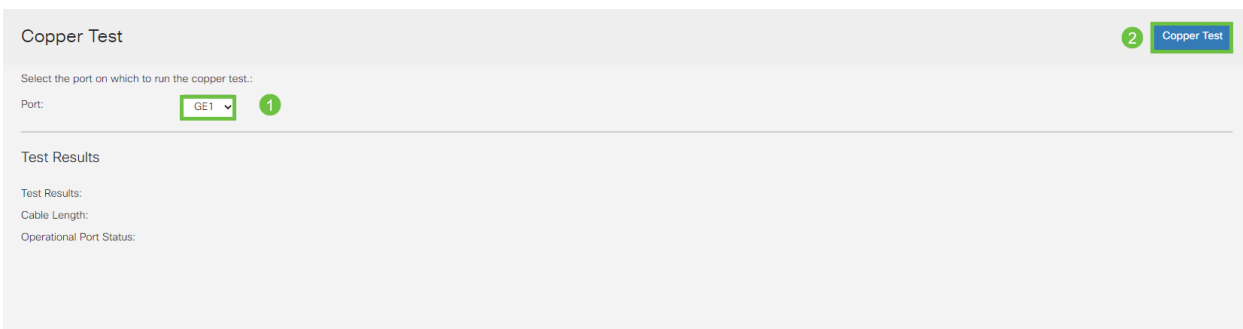 Copper Test
2
Copper Test
Select the port on which to run the copper test.:
Port:
GE1
1
Test Results
Test Results:
Cable Length:
Operational Port Status: